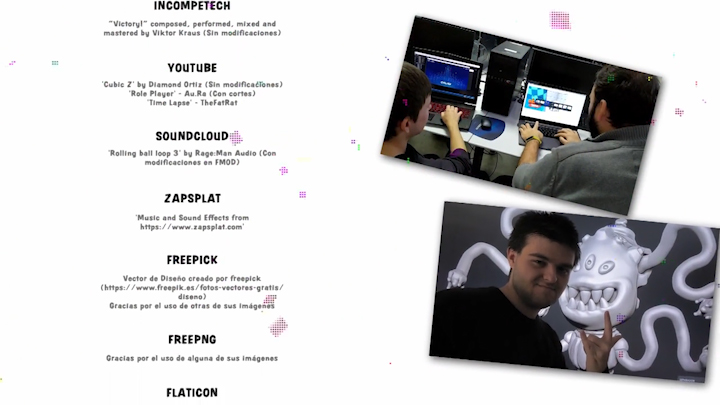 INCOMPETECH
"Victory!" composed, performed, mixed and
mastered by Viktor Kraus (Sin modificaciones)
YOUTUBE
'Cubic Z' by Diamond Ortiz (Sin modificaciones)
'Role Player' - Au.Ra (Con cortes)
'Time Lapse' - TheFatRat
SOUNDCLOUD
'Rolling ball loop 3' by Rage:Man Audio (Con
modificaciones en FMOD)
ZAPSPLAT
'Music and Sound Effects from
https://www.zapsplat.com'
FREEPICK
Vector de Diseño creado por freepick
(https://www.freepik.es/fotos-vectores-gratis/
diseno)
Gracias por el uso de otras de sus imágenes
FREEPNG
Gracias por el uso de alguna de sus imágenes
FLATICON